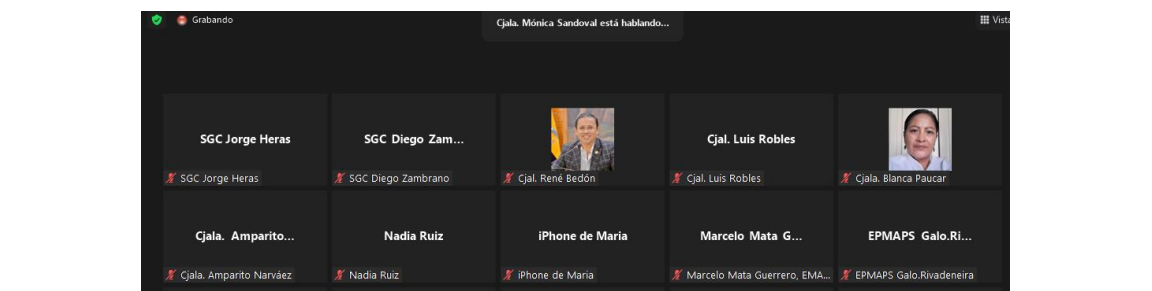 Grabando
Cjala. Mónica Sandoval está hablando...
Vista
SGC Jorge Heras
SGC Diego Zam...
Cjal. Luis Robles
SGC Jorge Heras
SGC Diego Zambrano
Cjal. René Bedón
Cjal. Luis Robles
Cjala. Blanca Paucar
Cjala. Amparito...
Nadia Ruiz
iPhone de Maria
Marcelo Mata G...
EPMAPS Galo.Ri...
Cjala. Amparito Narváez
Nadia Ruiz
iPhone de Maria
Marcelo Mata Guerrero, EMA...
EPMAPS Galo.Rivadeneira